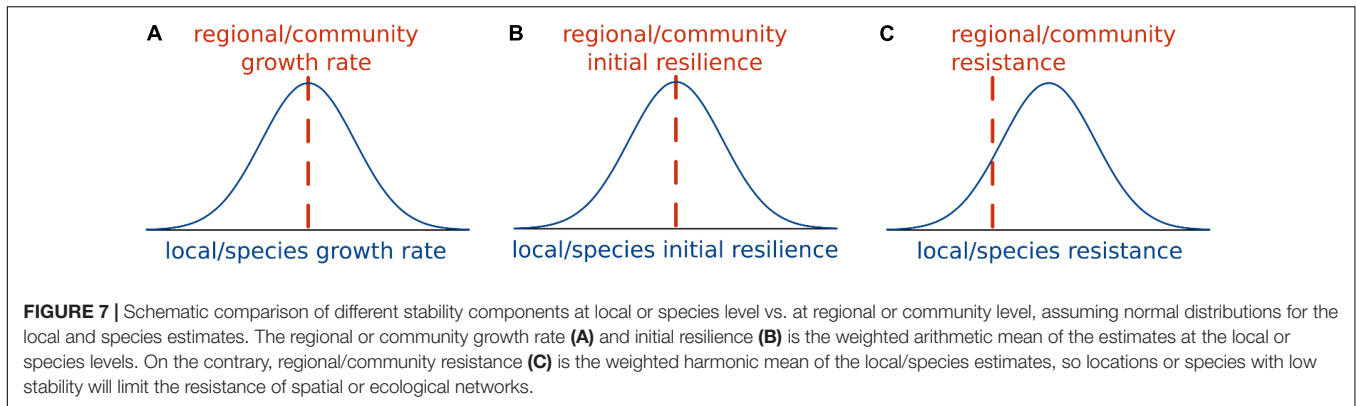 A
regional/community
growth rate
local/species growth rate
B
regional/community
initial resilience
local/species initial resilience
C
regional/community
resistance
local/species resistance
FIGURE 7 | Schematic comparison of different stability components at local or species level vs. at regional or community level, assuming normal distributions for the
local and species estimates. The regional or community growth rate (A) and initial resilience (B) is the weighted arithmetic mean of the estimates at the local or
species levels. On the contrary, regional/community resistance (C) is the weighted harmonic mean of the local/species estimates, so locations or species with low
stability will limit the resistance of spatial or ecological networks.